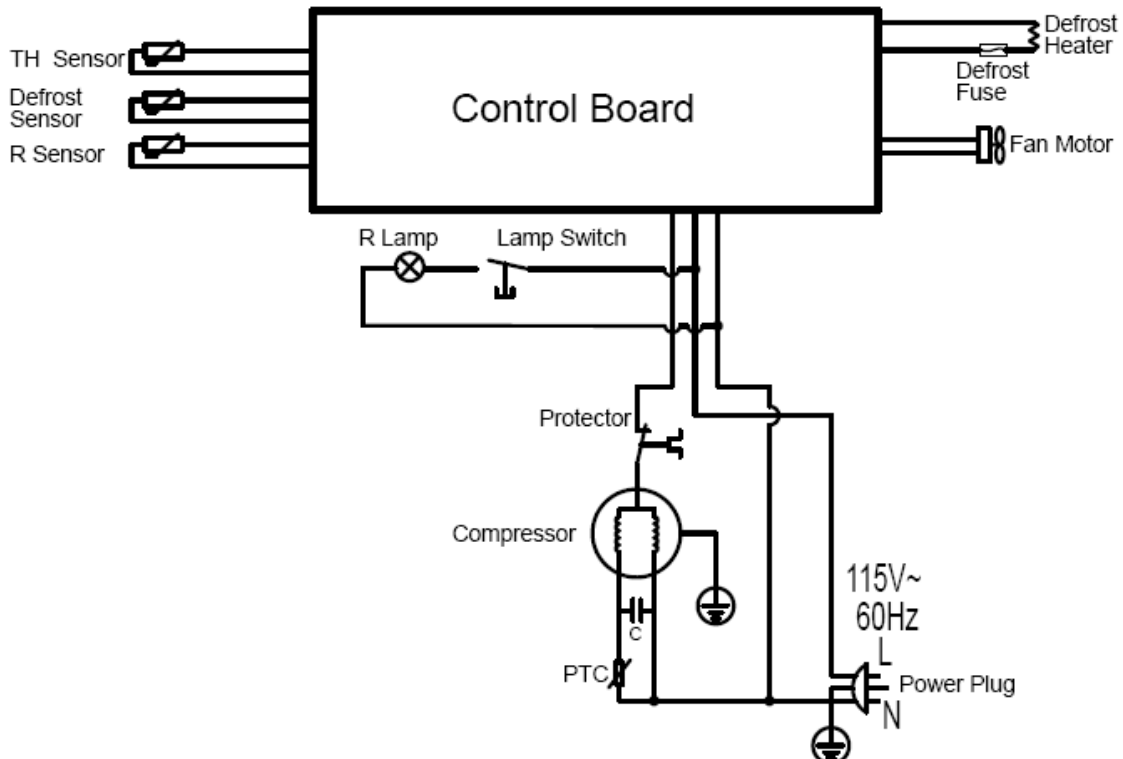 TH Sensor
Defrost
Sensor
R Sensor
Control Board
Defrost
Heater
Defrost
Fuse
Fan Motor
R Lamp
Lamp Switch
Protector
Compressor
C
PTC
115V~
60Hz
L
Power Plug
N